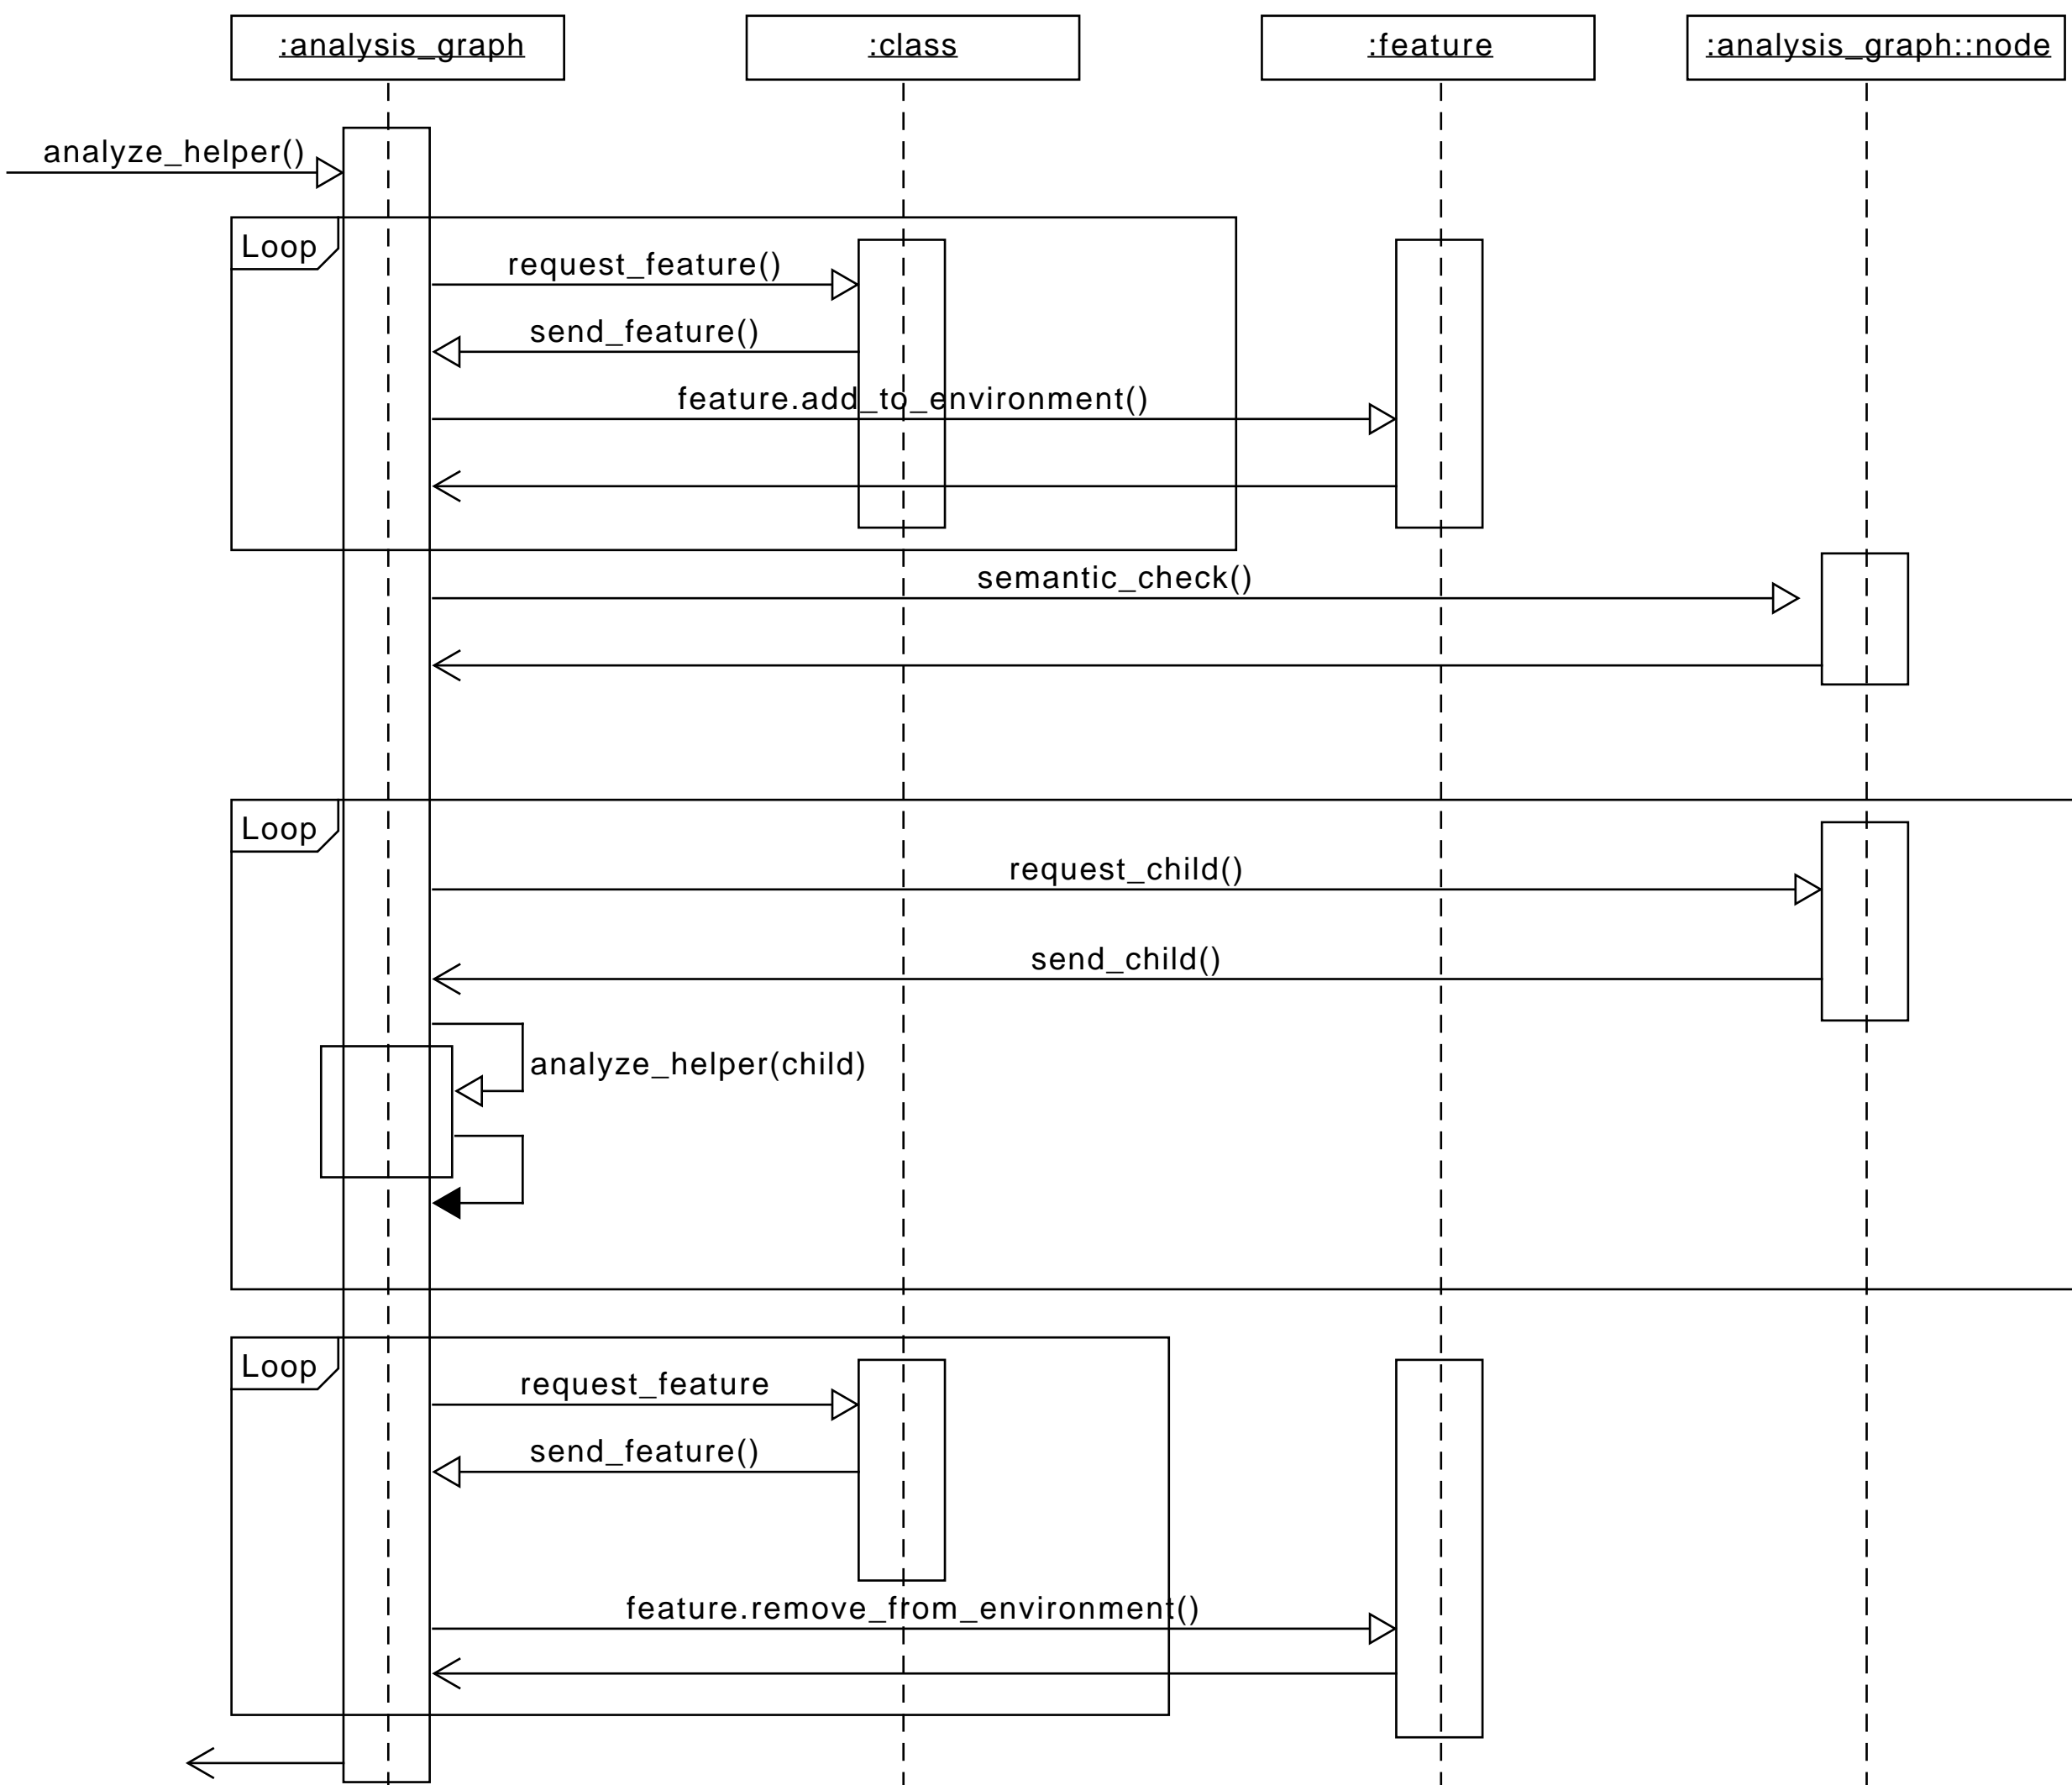 :analysis_graph
:class
:feature
:analysis_graph::node
analyze_helper()
Loop
request_feature()
send_feature()
feature.add_to_environment()
semantic_check()
Loop
request_child()
send_child()
analyze_helper(child)
Loop
request_feature
send_feature()
feature.remove_from_environment()